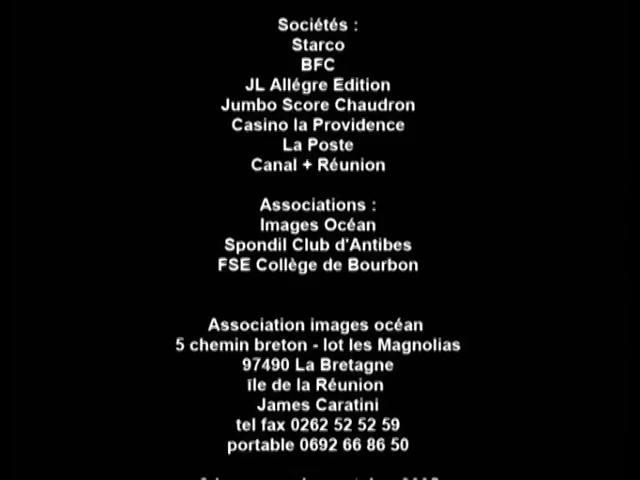 Sociétés :
Starco
BFC
JL Allégre Edition
Jumbo Score Chaudron
Casino la Providence
La Poste
Canal + Réunion
Associations :
Images Océan
Spondil Club d'Antibes
FSE Collège de Bourbon
Association images océan
5 chemin breton - lot les Magnolias
97490 La Bretagne
île de la Réunion
James Caratini
tel fax 0262 52 52 59
portable 0692 66 86 50